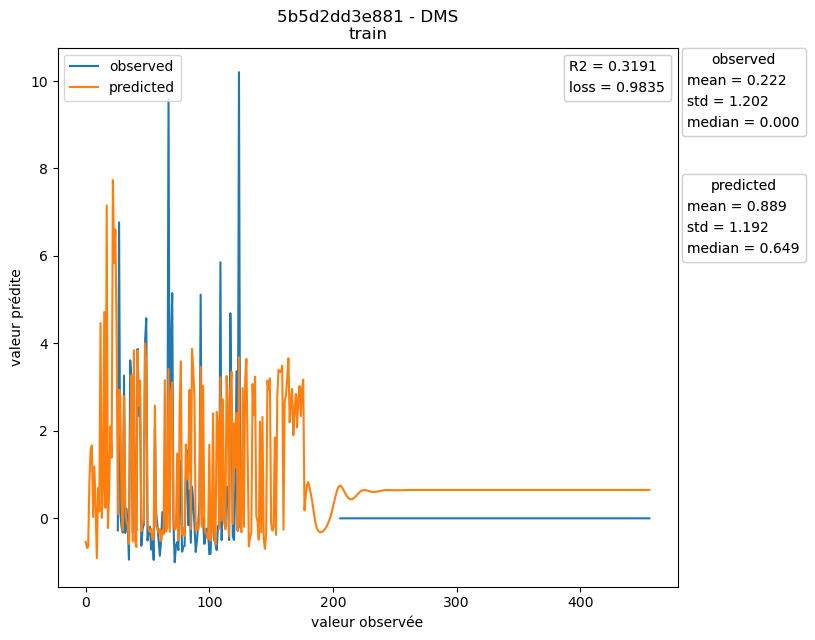 5b5d2dd3e881 - DMS
train
observed
predicted
R2 = 0.3191
loss = 0.9835
observed
mean = 0.222
std = 1.202
median = 0.000
predicted
mean = 0.889
std = 1.192
median = 0.649
10
8
6
4
2
0
valeur prédite
0 100 200 300 400
valeur observée